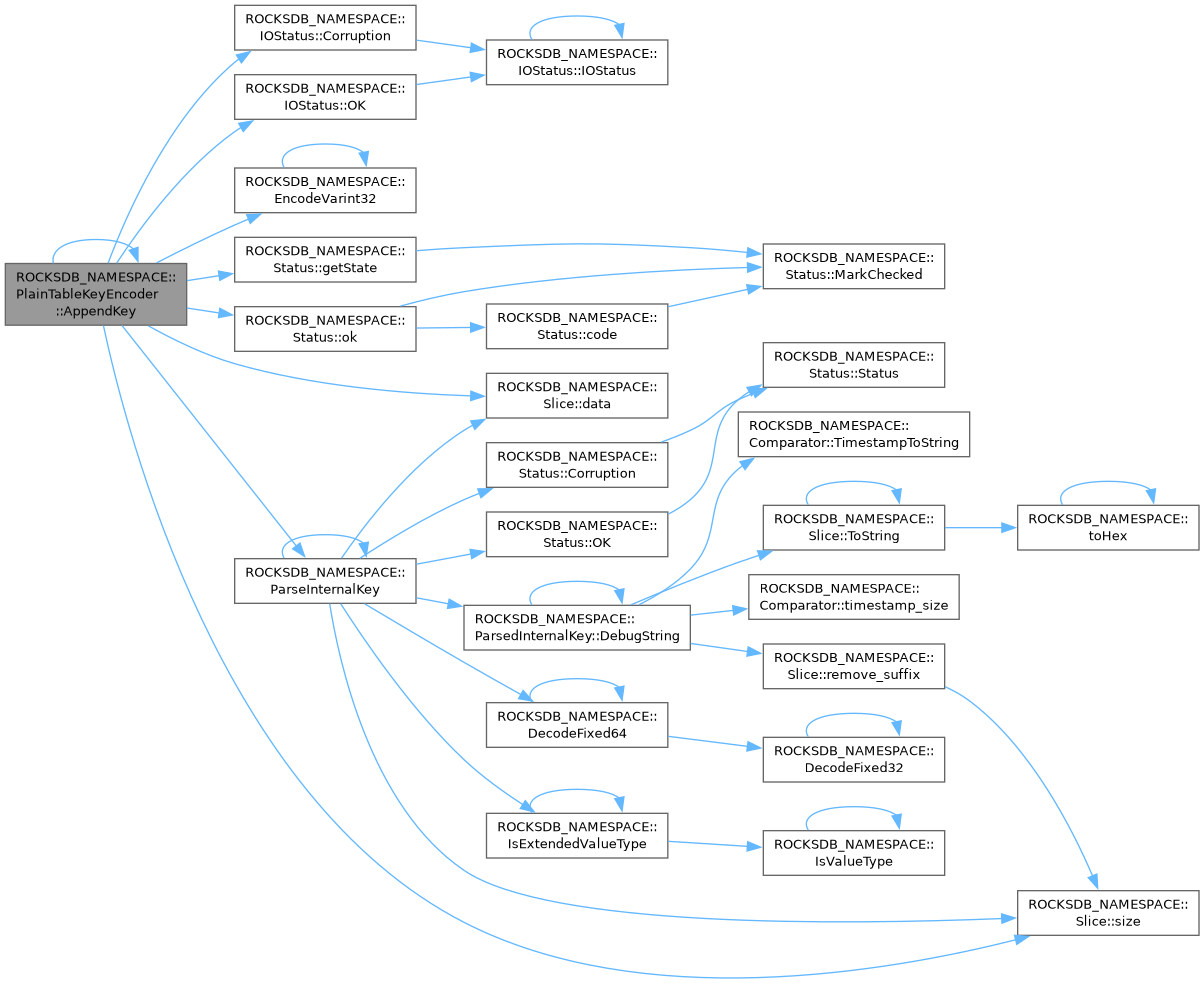 ROCKSDB_NAMESPACE::
PlainTableKeyEncoder
::AppendKey
ROCKSDB_NAMESPACE::
IOStatus::Corruption
ROCKSDB_NAMESPACE::
IOStatus::OK
ROCKSDB_NAMESPACE::
EncodeVarint32
ROCKSDB_NAMESPACE::
Status::getState
ROCKSDB_NAMESPACE::
Status::ok
ROCKSDB_NAMESPACE::
ParseInternalKey
ROCKSDB_NAMESPACE::
IOStatus::IOStatus
ROCKSDB_NAMESPACE::
Status::code
ROCKSDB_NAMESPACE::
Slice::data
ROCKSDB_NAMESPACE::
Status::Corruption
ROCKSDB_NAMESPACE::
Status::OK
ROCKSDB_NAMESPACE::
ParsedInternalKey::DebugString
ROCKSDB_NAMESPACE::
DecodeFixed64
ROCKSDB_NAMESPACE::
IsExtendedValueType
ROCKSDB_NAMESPACE::
Status::MarkChecked
ROCKSDB_NAMESPACE::
Status::Status
ROCKSDB_NAMESPACE::
Comparator::TimestampToString
ROCKSDB_NAMESPACE::
Slice::ToString
ROCKSDB_NAMESPACE::
Comparator::timestamp_size
ROCKSDB_NAMESPACE::
Slice::remove_suffix
ROCKSDB_NAMESPACE::
DecodeFixed32
ROCKSDB_NAMESPACE::
IsValueType
ROCKSDB_NAMESPACE::
toHex
ROCKSDB_NAMESPACE::
Slice::size